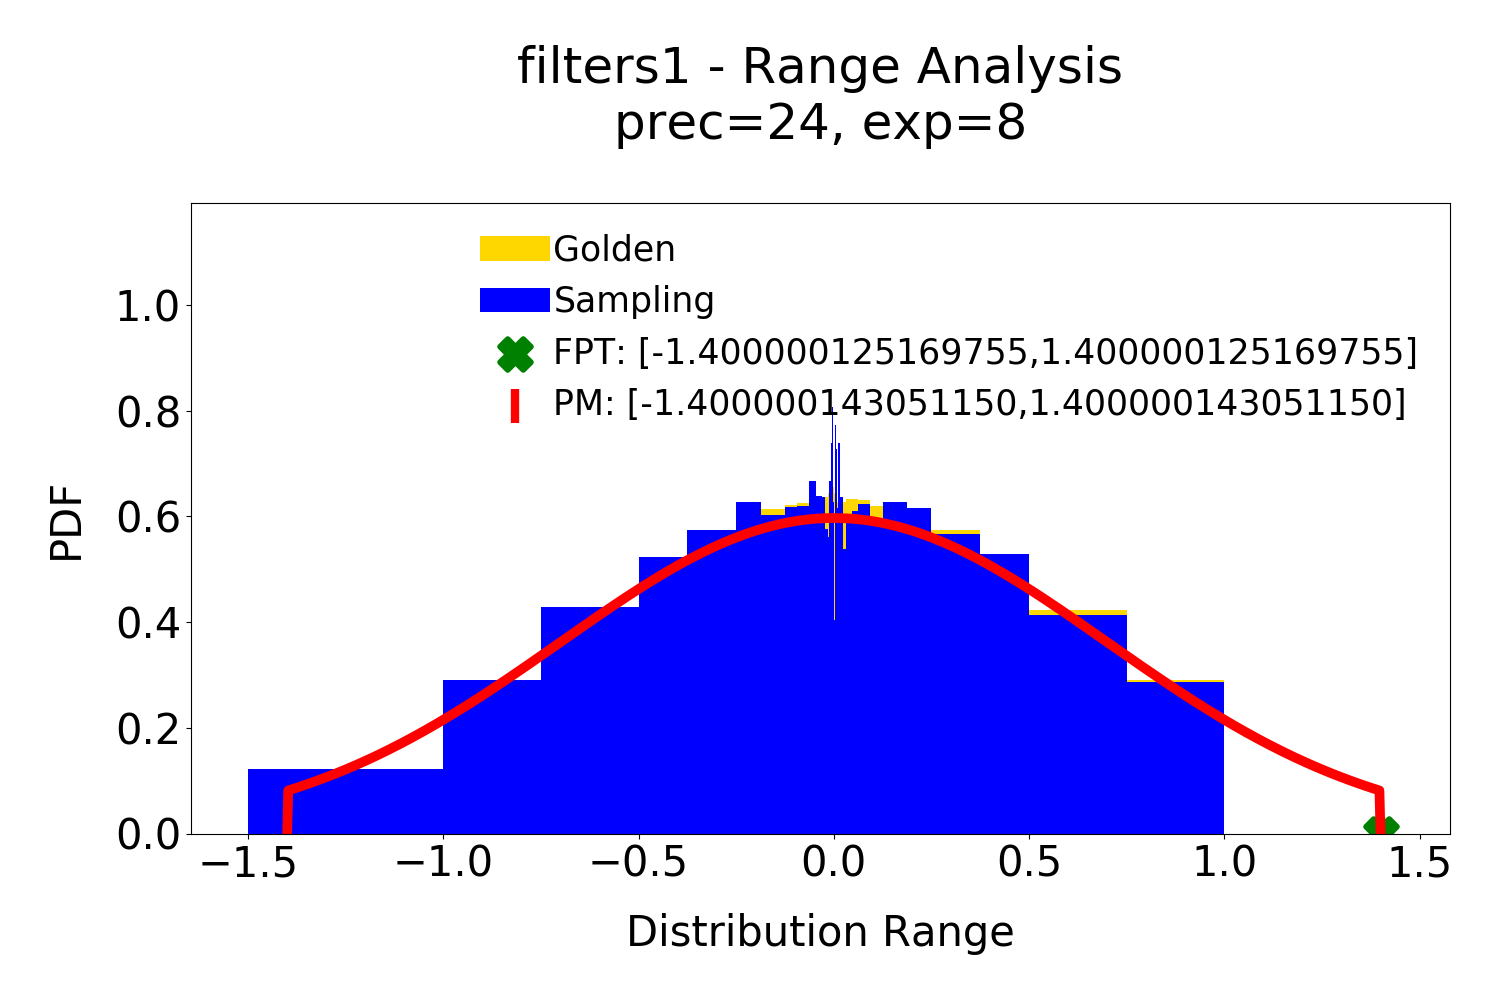 filters1 - Range Analysis
prec=24, exp=8
Golden
Sampling
FPT: [-1.400000125169755,1.400000125169755]
PM: [-1.400000143051150,1.400000143051150]
PDF
1.0
0.8
0.6
0.4
0.2
0.0
−1.5 −1.0 −0.5 0.0 0.5 1.0 1.5
Distribution Range